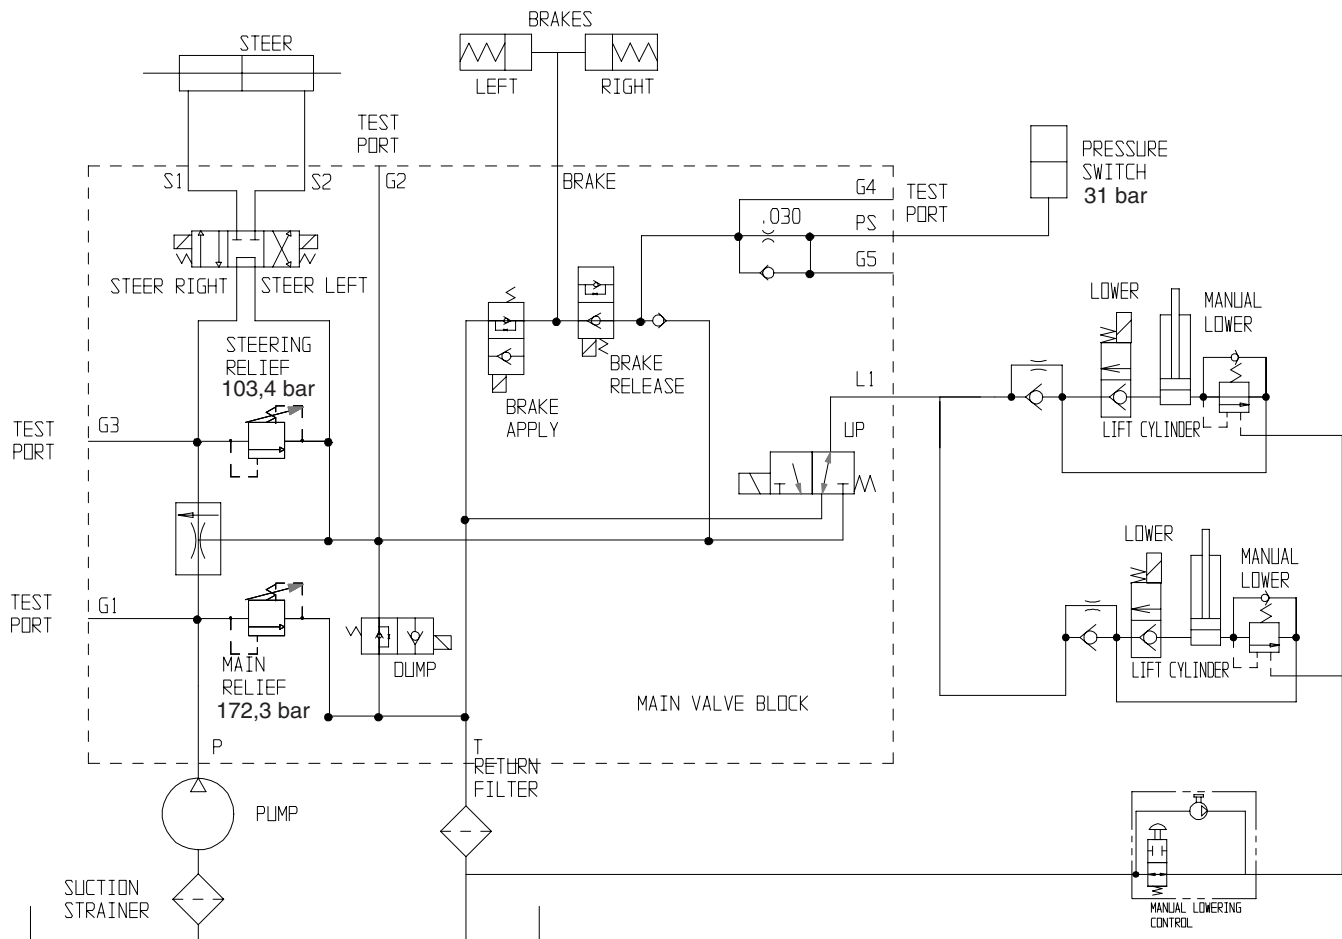 BRAKES
STEER
LEFT
RIGHT
TEST
PORT
PRESSURE
SWITCH
31 bar
S1
S2
G2
BRAKE
G4
TEST
PORT
.030
PS
G5
STEER RIGHT
STEER LEFT
LOWER
MANUAL
LOWER
STEERING
RELIEF
103,4 bar
BRAKE
RELEASE
BRAKE
APPLY
L1
UP
TEST
PORT
G3
LIFT CYLINDER
LOWER
MANUAL
LOWER
TEST
PORT
G1
MAIN
RELIEF
172,3 bar
DUMP
LIFT CYLINDER
MAIN VALVE BLOCK
P
T
RETURN
FILTER
PUMP
SUCTION
STRAINER
MANUAL LOWERING
CONTROL